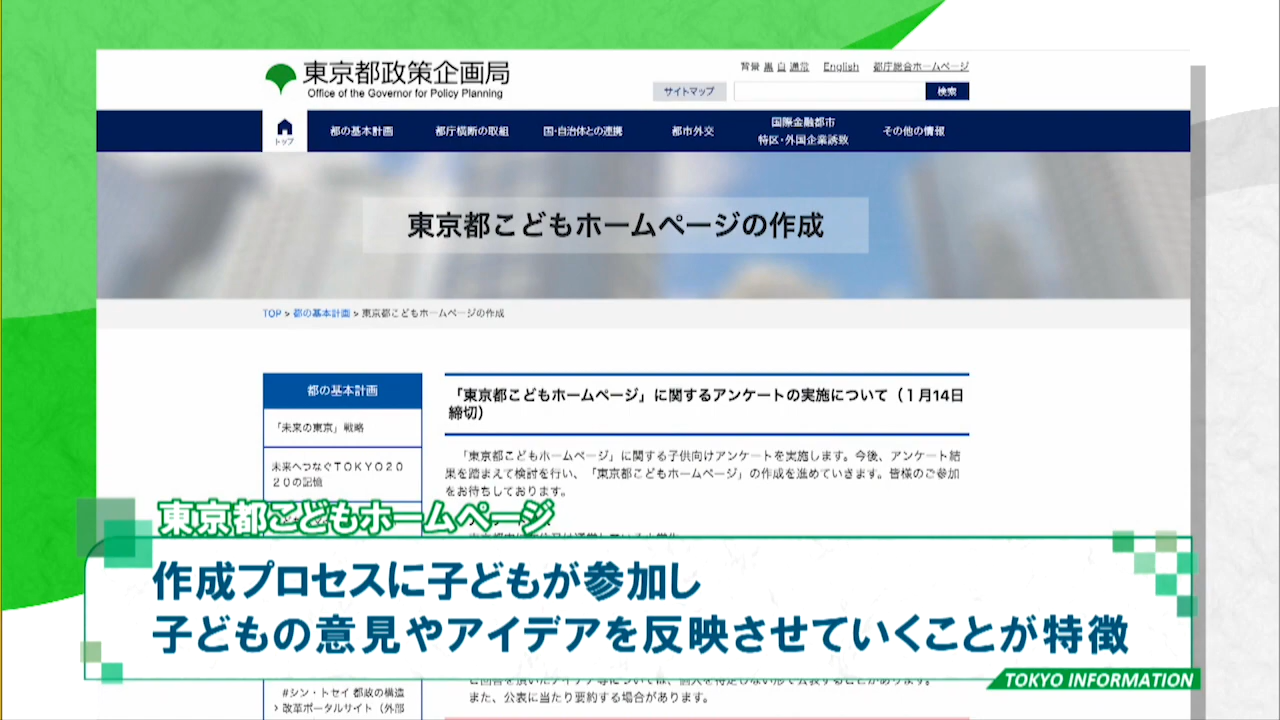 東京都政策企画局
Office of the Governor for Policy Planning
背景 黒 白 通常 English 都庁総合ホームページ
サイトマップ
検索
トップ
都の基本計画
都庁横断の取組
国・自治体との連携
都市外交
国際金融都市
特区・外国企業誘致
その他の情報
東京都こどもホームページの作成
TOP > 都の基本計画 > 東京都こどもホームページの作成
都の基本計画
「未来の東京」戦略
未来へつなぐTOKYO20
20の記憶
「東京都こどもホームページ」に関するアンケートの実施について（1月14日
締切）
「東京都こどもホームページ」に関する子供向けアンケートを実施します。今後、アンケート結
果を踏まえて検討を行い、「東京都こどもホームページ」の作成を進めていきます。皆様のご参加
をお待ちしております。
東京都こどもホームページ
作成プロセスに子どもが参加し
子どもの意見やアイデアを反映させていくことが特徴
TOKYO INFORMATION
#シン・トセイ 都政の構造
> 改革ポータルサイト（外部
また、公表に当たり要約する場合があります。